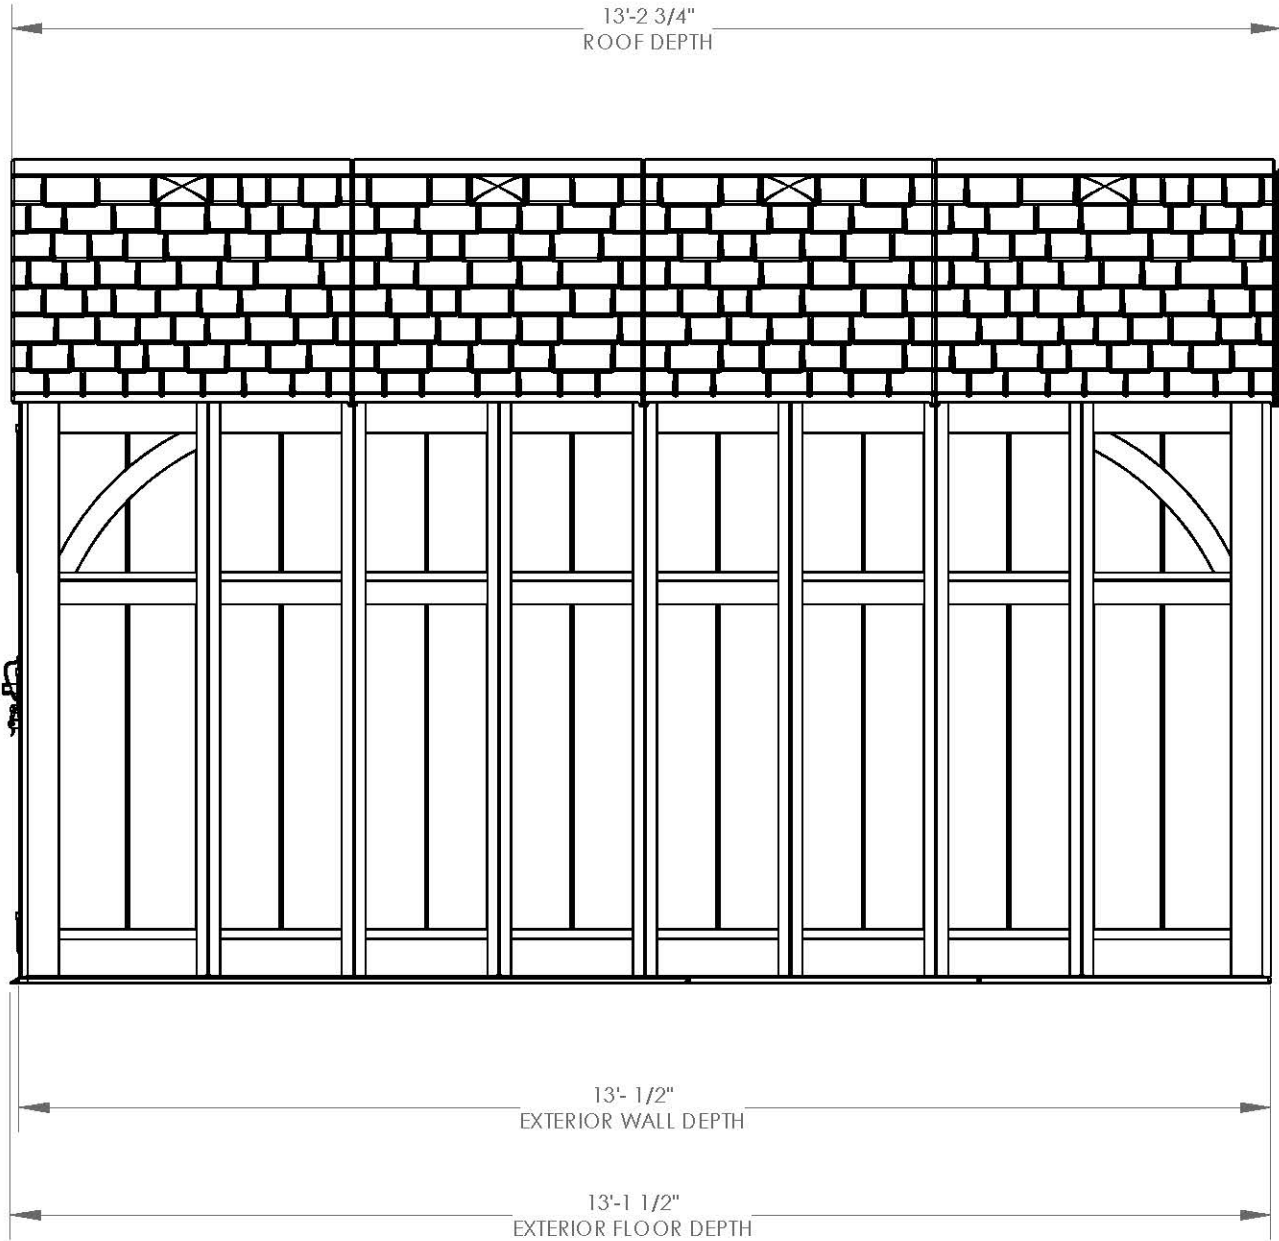 13'-2 3/4"
ROOF DEPTH
13'- 1/2"
EXTERIOR WALL DEPTH
13'-1 1/2"
EXTERIOR FLOOR DEPTH